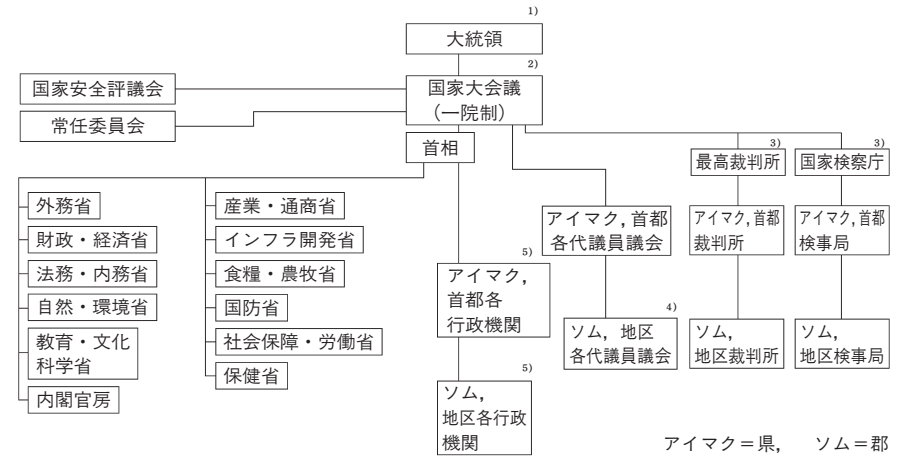 1)
大統領
2)
国家大会議
（一院制）
国家安全評議会
常任委員会
首相
3)
最高裁判所
3)
国家検察庁
外務省
財政・経済省
法務・内務省
自然・環境省
教育・文化
科学省
内閣官房
産業・通商省
インフラ開発省
食糧・農牧省
国防省
社会保障・労働省
保健省
5)
アイマク，
首都各
行政機関
5)
ソム，
地区各行政
機関
アイマク，首都
各代議員議会
4)
ソム，地区
各代議員議会
アイマク，首都
裁判所
ソム，
地区裁判所
アイマク，首都
検事局
ソム，
地区検事局
アイマク＝県，　ソム＝郡